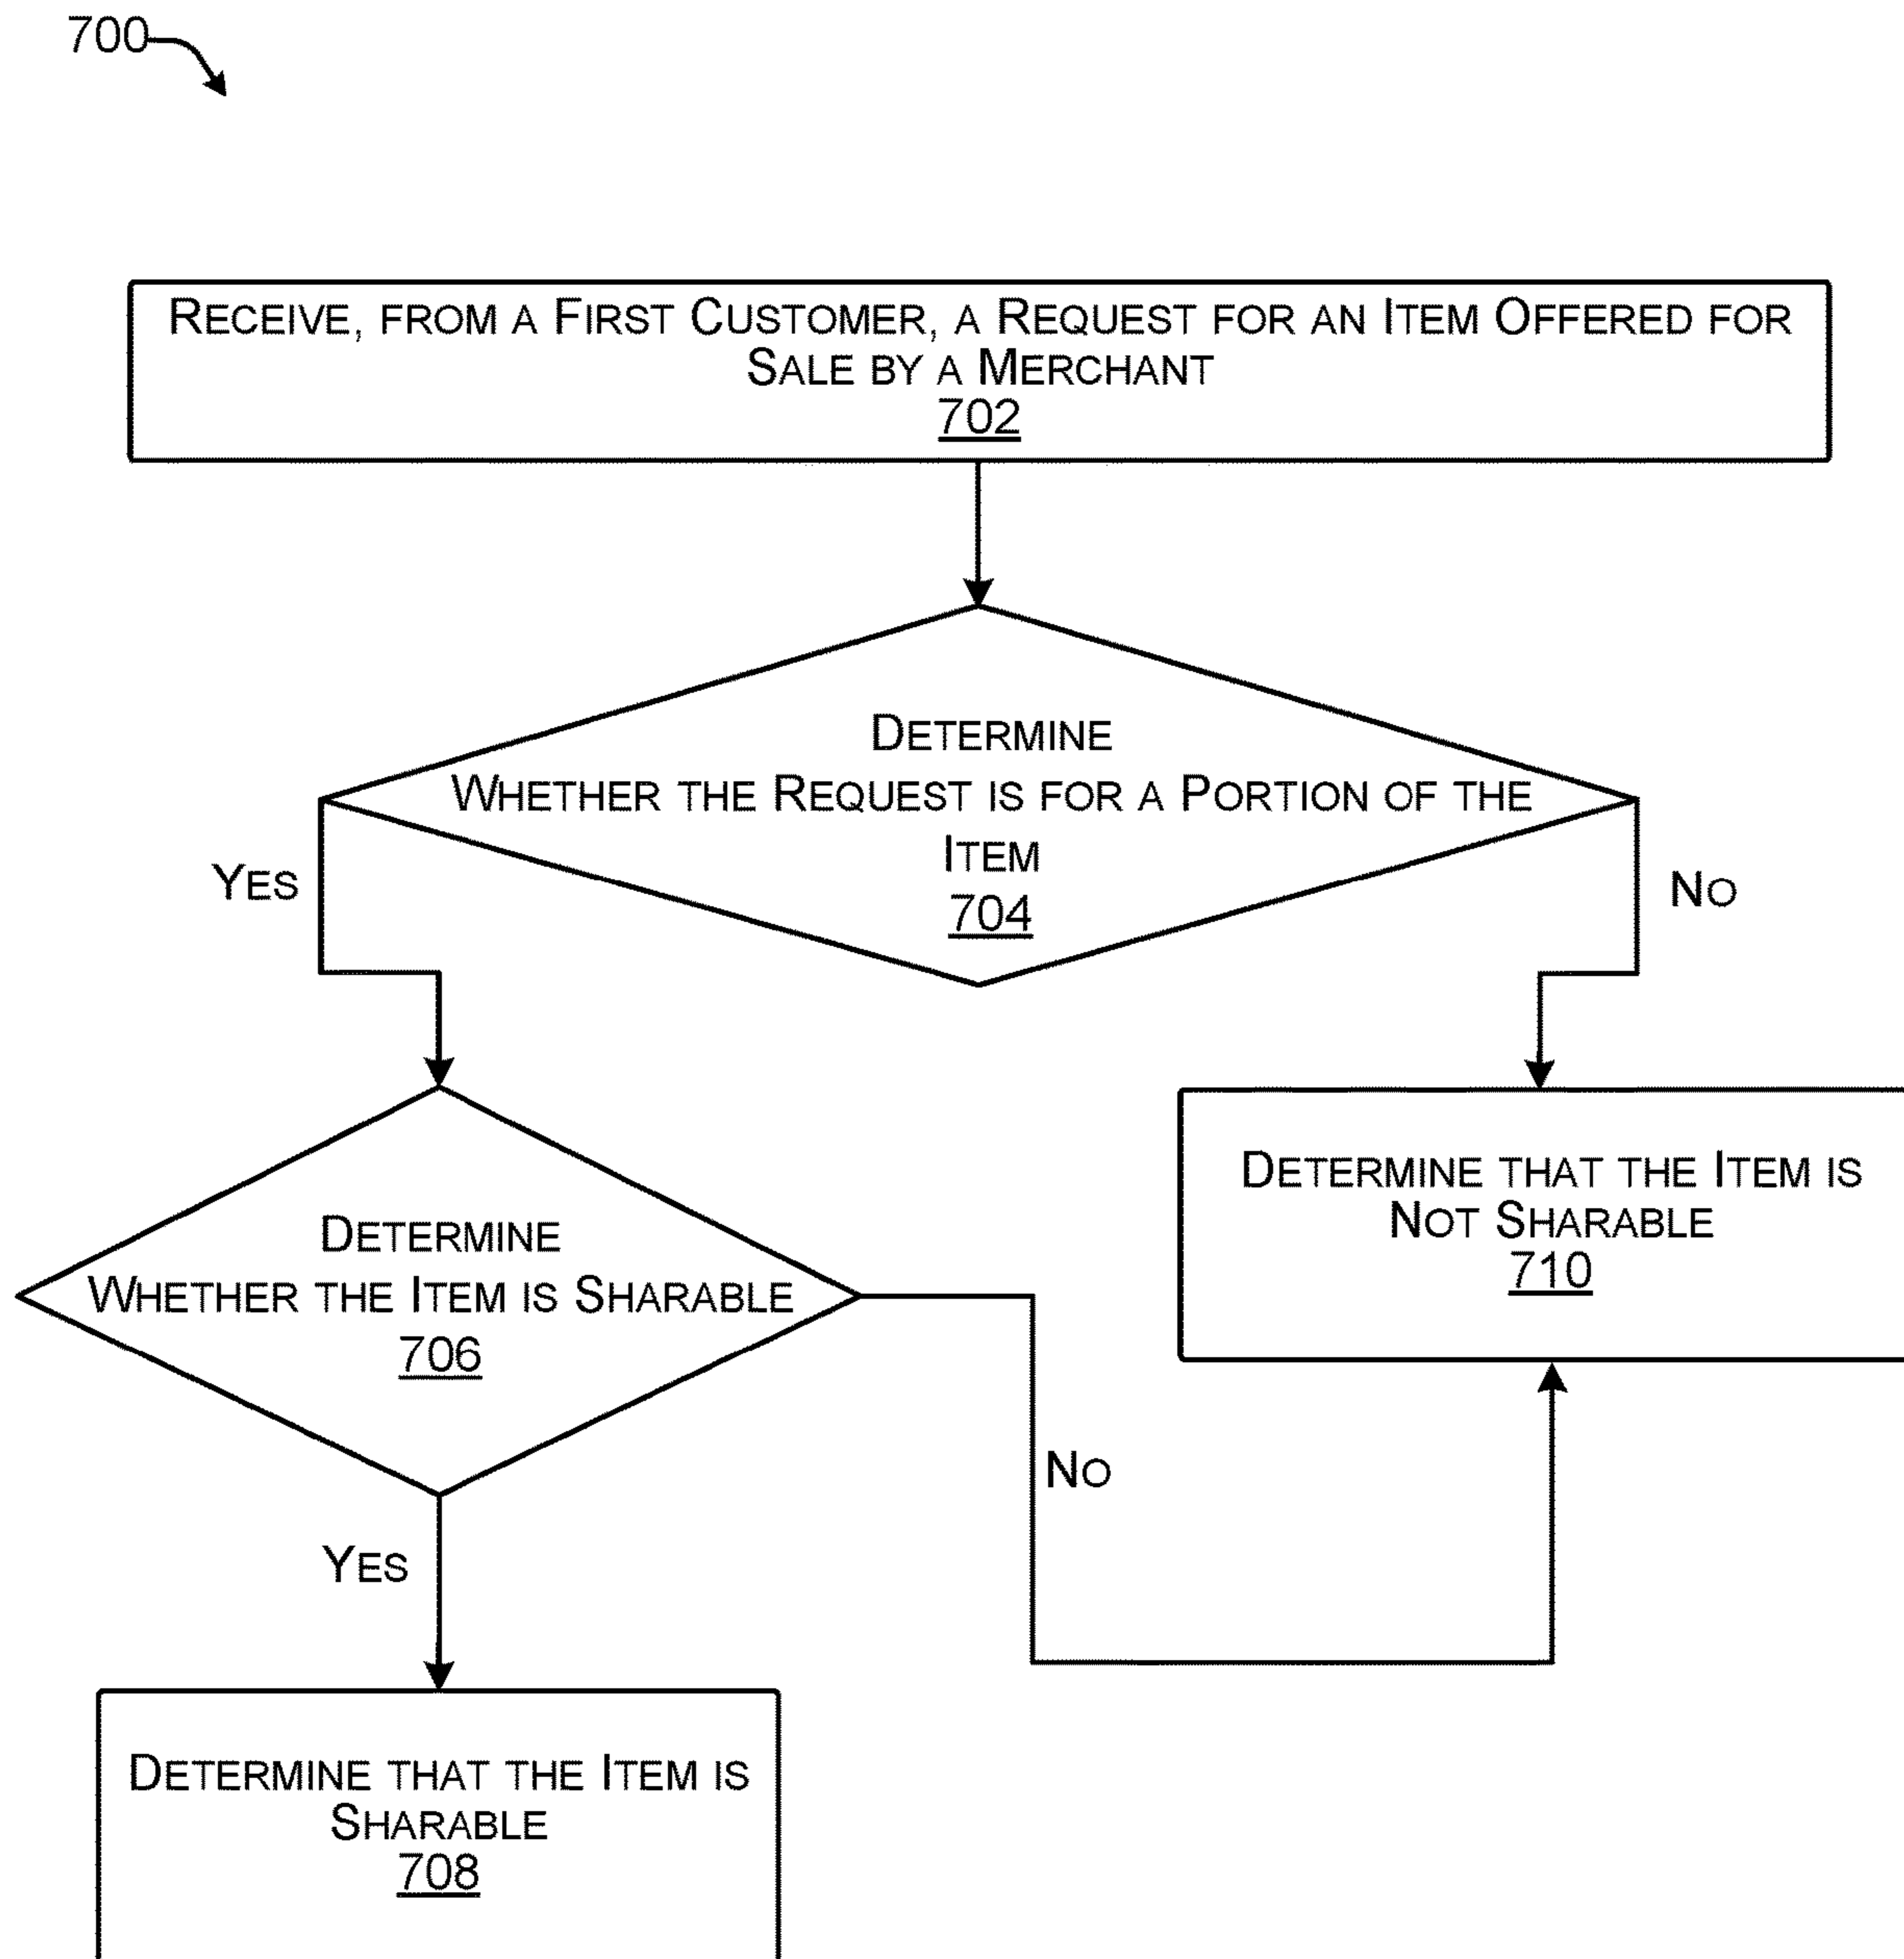 700
RECEIVE, FROM A FIRST CUSTOMER, A REQUEST FOR AN ITEM OFFERED FOR
SALE BY A MERCHANT
702
DETERMINE
WHETHER THE REQUEST IS FOR A PORTION OF THE
ITEM
704
YES
NO
DETERMINE
WHETHER THE ITEM IS SHARABLE
706
DETERMINE THAT THE ITEM IS
NOT SHARABLE
710
NO
YES
DETERMINE THAT THE ITEM IS
SHARABLE
708